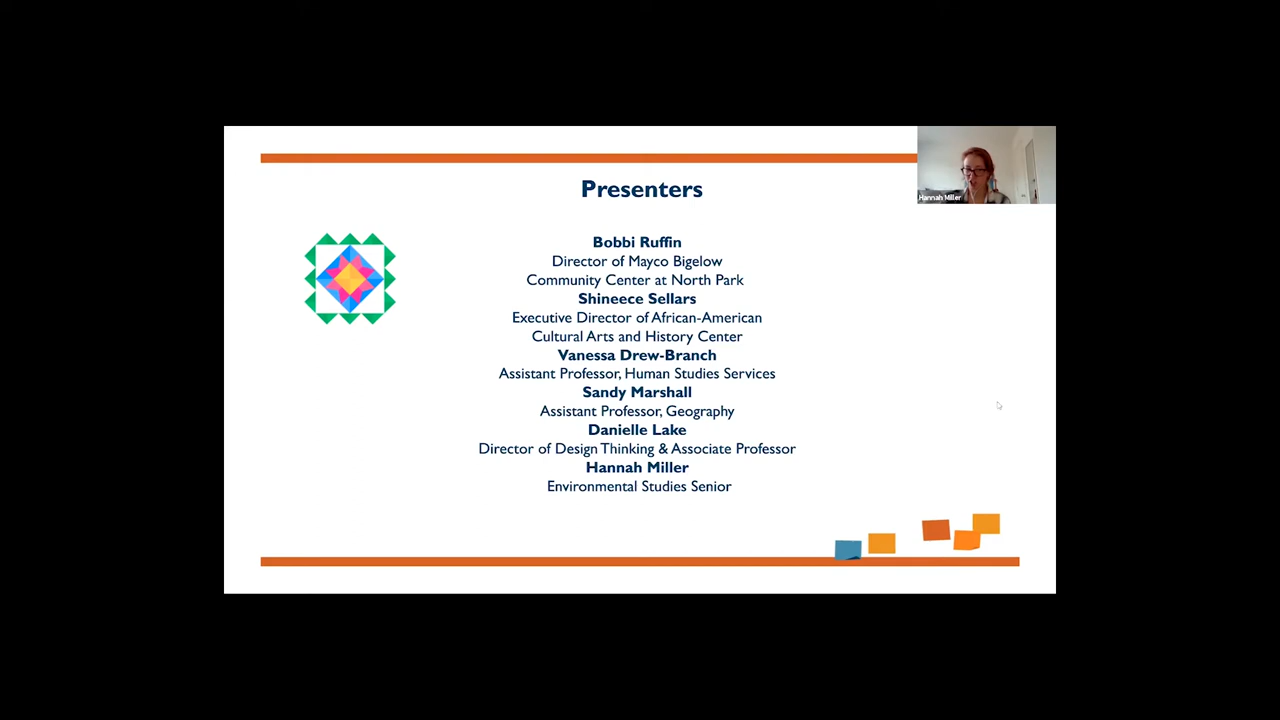 Presenters
Hannah Miller
Bobbi Ruffin
Director of Mayco Bigelow
Community Center at North Park
Shineece Sellars
Executive Director of African-American
Cultural Arts and History Center
Vanessa Drew-Branch
Assistant Professor, Human Studies Services
Sandy Marshall
Assistant Professor, Geography
Danielle Lake
Director of Design Thinking & Associate Professor
Hannah Miller
Environmental Studies Senior